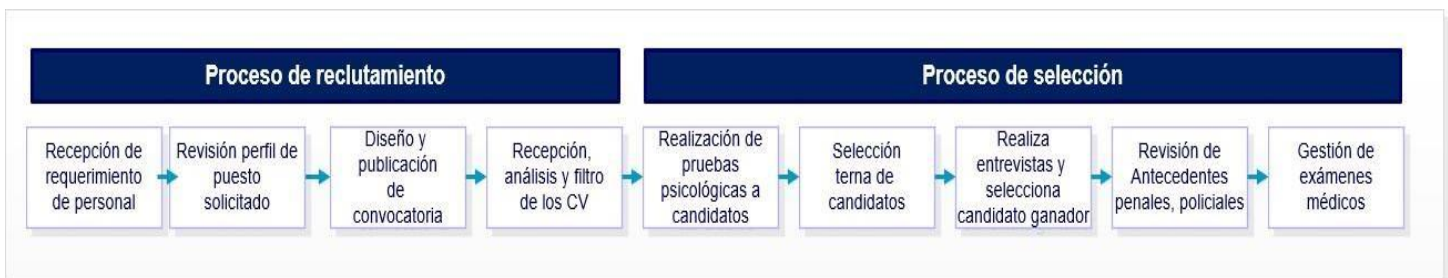 Proceso de reclutamiento
Proceso de selección
Recepción de
requerimiento
de personal
Revisión perfil de
puesto
solicitado
Diseño y
publicación
de
convocatoria
Recepción,
análisis y filtro
de los CV
Realización de
pruebas
psicológicas a
candidatos
Selección
terna de
candidatos
Realiza
entrevistas y
selecciona
candidato ganador
Revisión de
Antecedentes
penales, policiales
Gestión de
exámenes
médicos